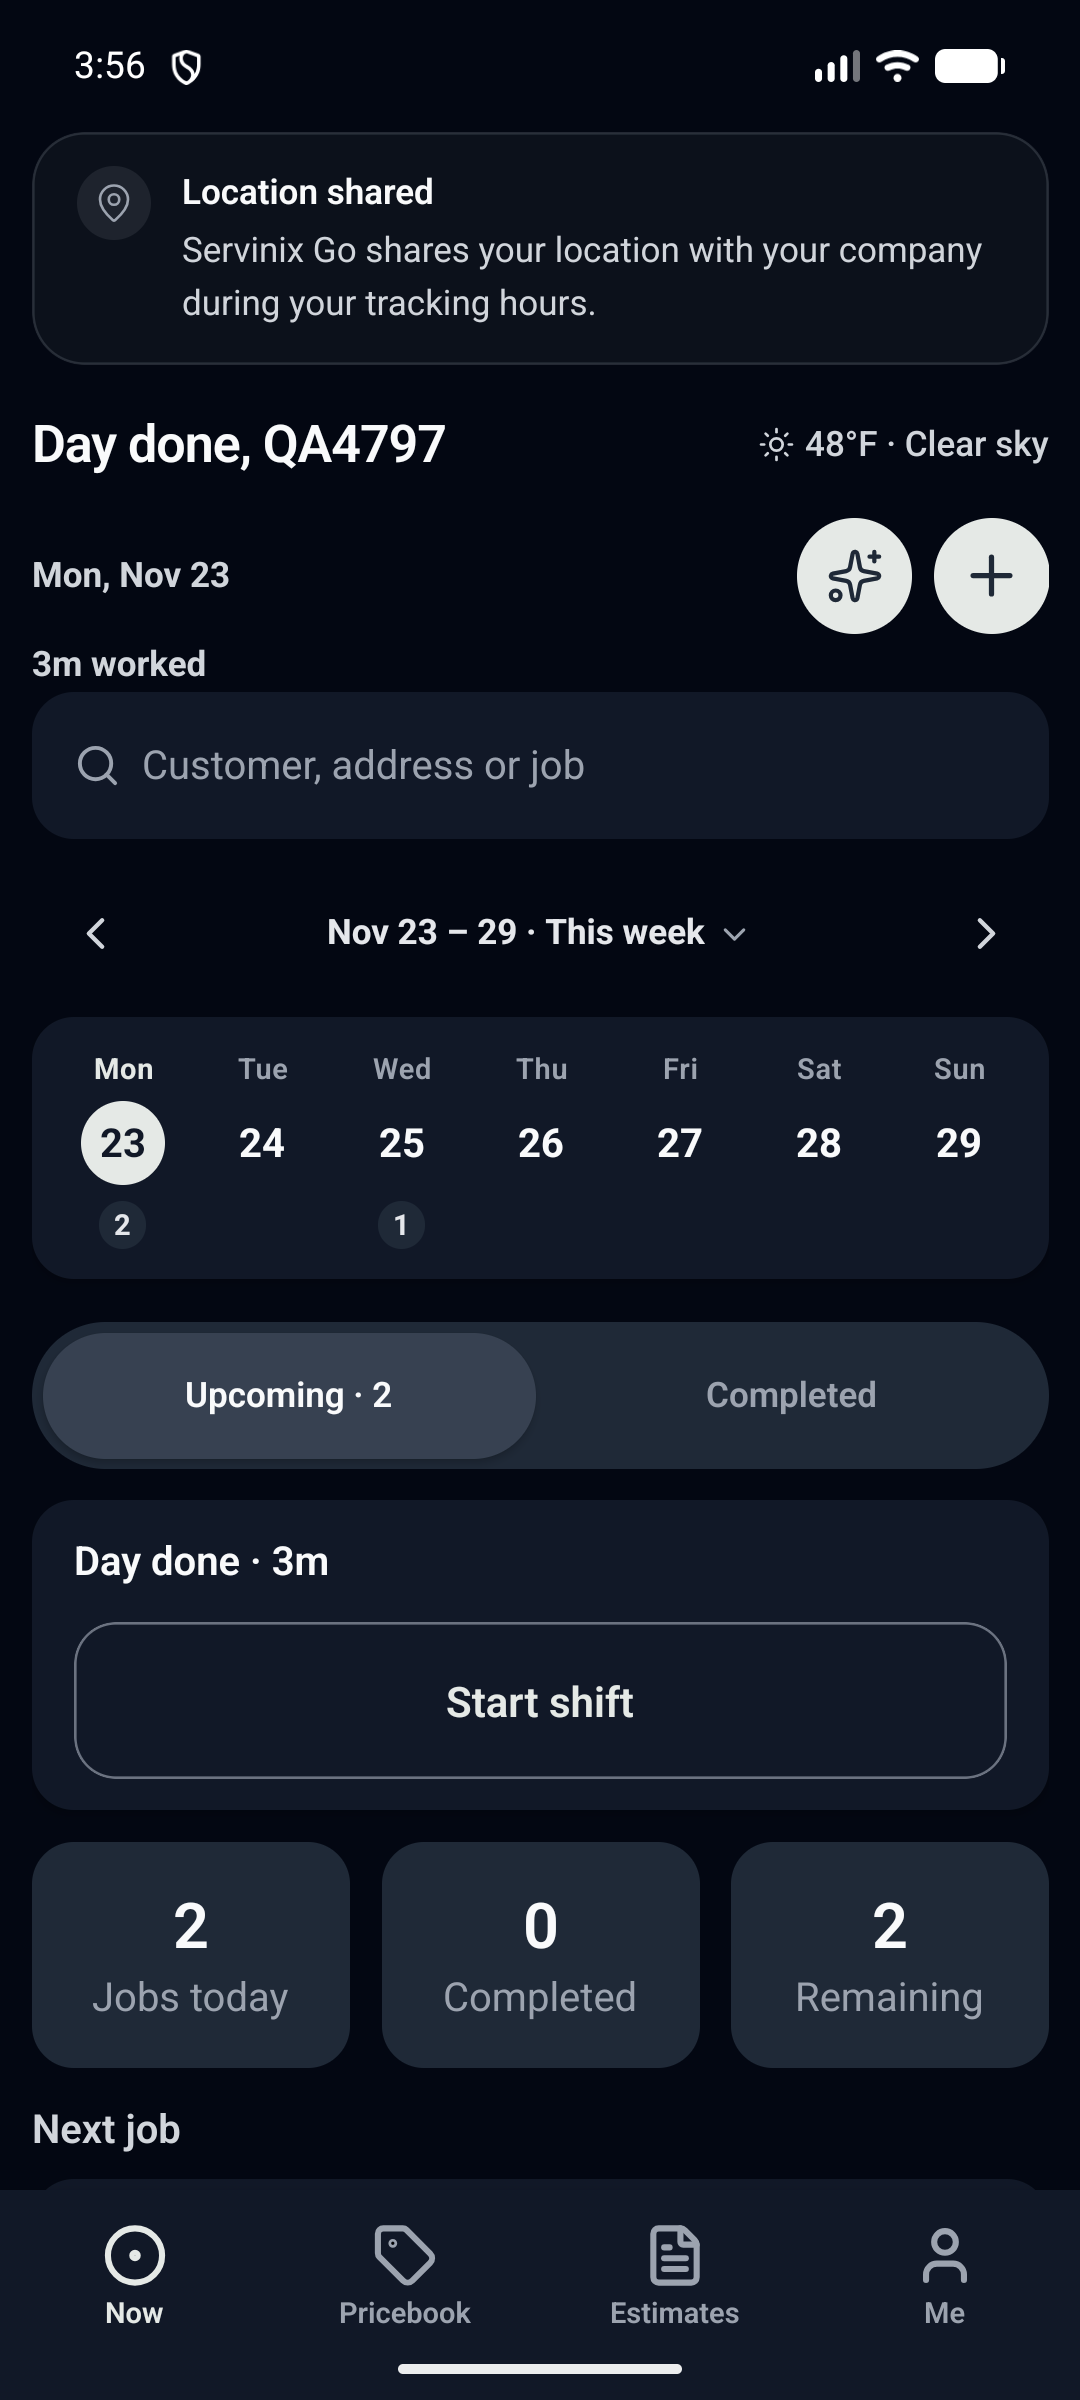 3:56
Location shared
Servinix Go shares your location with your company
during your tracking hours.
Day done, QA4797
48°F · Clear sky
Mon, Nov 23
3m worked
Customer, address or job
Nov 23 – 29 · This week
Mon Tue Wed Thu Fri Sat Sun
23 24 25 26 27 28 29
2 1
Upcoming · 2
Completed
Day done · 3m
Start shift
2 0 2
Jobs today Completed Remaining
Next job
Now Pricebook Estimates Me